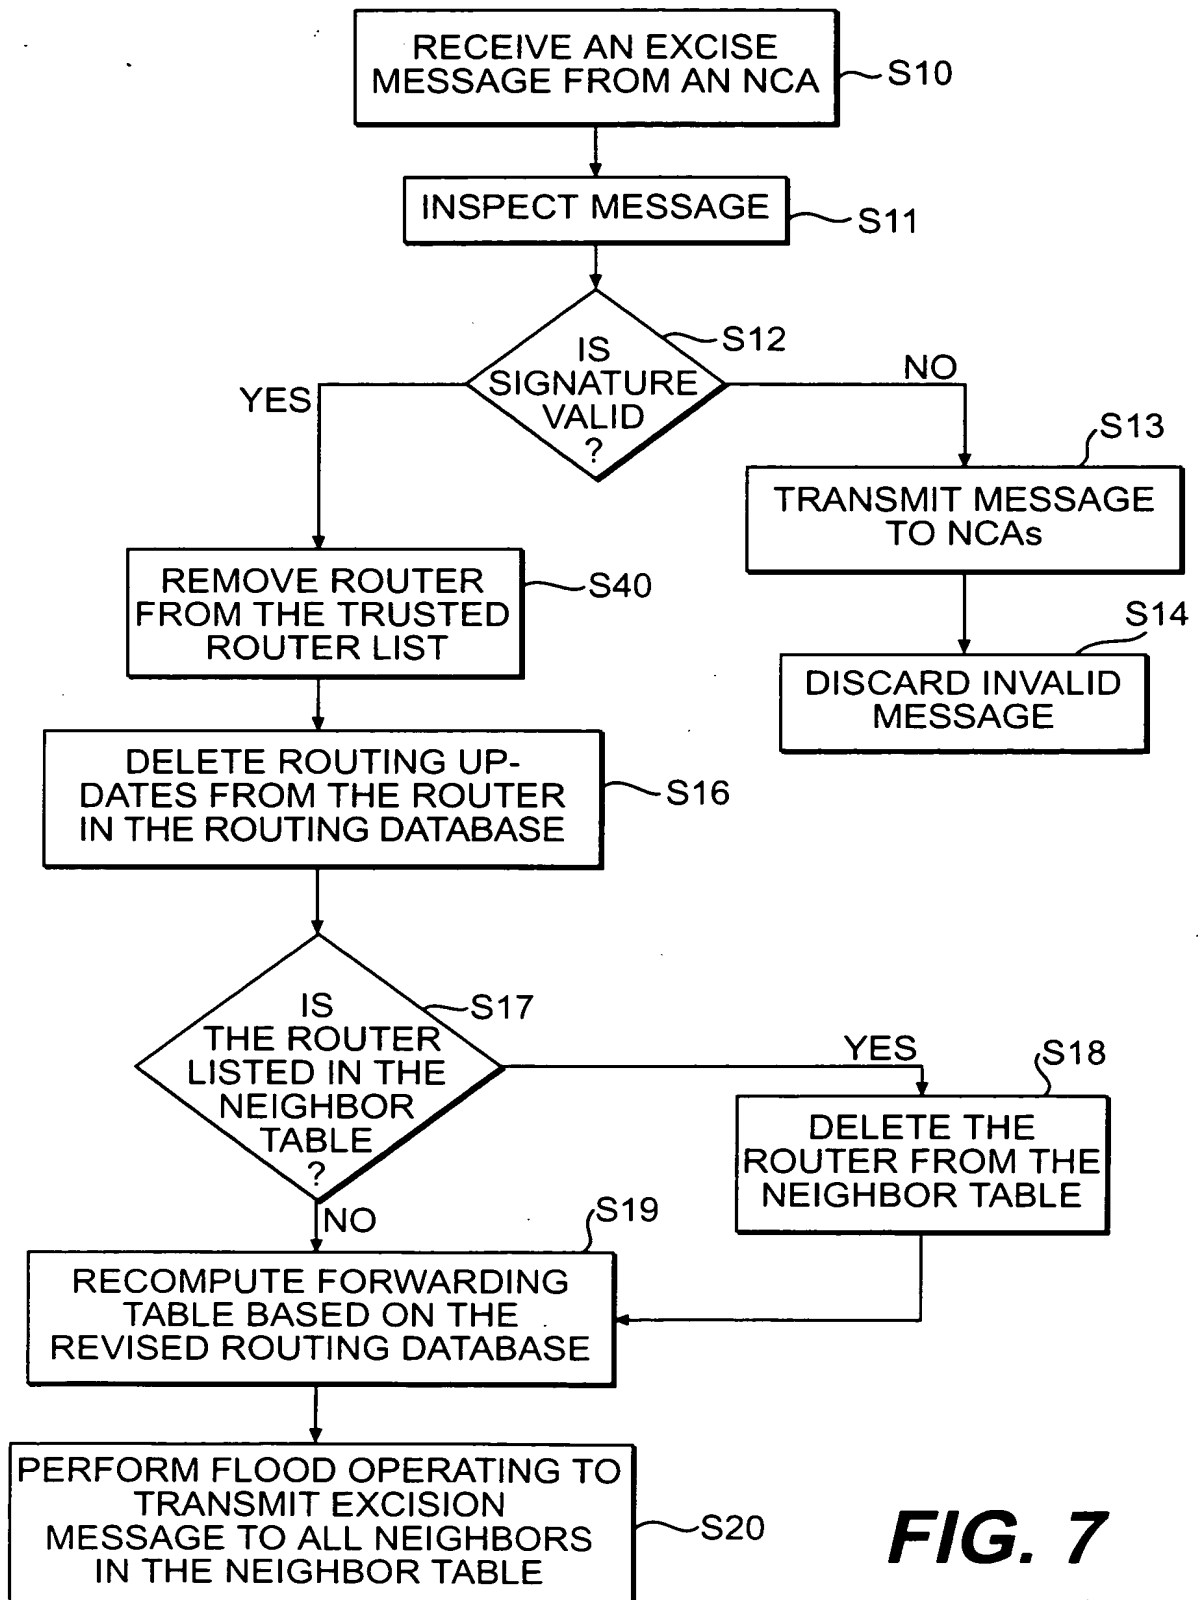 RECEIVE AN EXCISE
MESSAGE FROM AN NCA
S10
INSPECT MESSAGE
S11
IS
SIGNATURE
VALID
?
S12
YES
NO
S13
TRANSMIT MESSAGE
TO NCAs
S14
DISCARD INVALID
MESSAGE
REMOVE ROUTER
FROM THE TRUSTED
ROUTER LIST
S40
DELETE ROUTING UP-
DATES FROM THE ROUTER
IN THE ROUTING DATABASE
S16
IS
THE ROUTER
LISTED IN THE
NEIGHBOR
TABLE
?
S17
YES
S18
DELETE THE
ROUTER FROM THE
NEIGHBOR TABLE
NO
S19
RECOMPUTE FORWARDING
TABLE BASED ON THE
REVISED ROUTING DATABASE
PERFORM FLOOD OPERATING TO
TRANSMIT EXCISION
MESSAGE TO ALL NEIGHBORS
IN THE NEIGHBOR TABLE
S20
FIG. 7